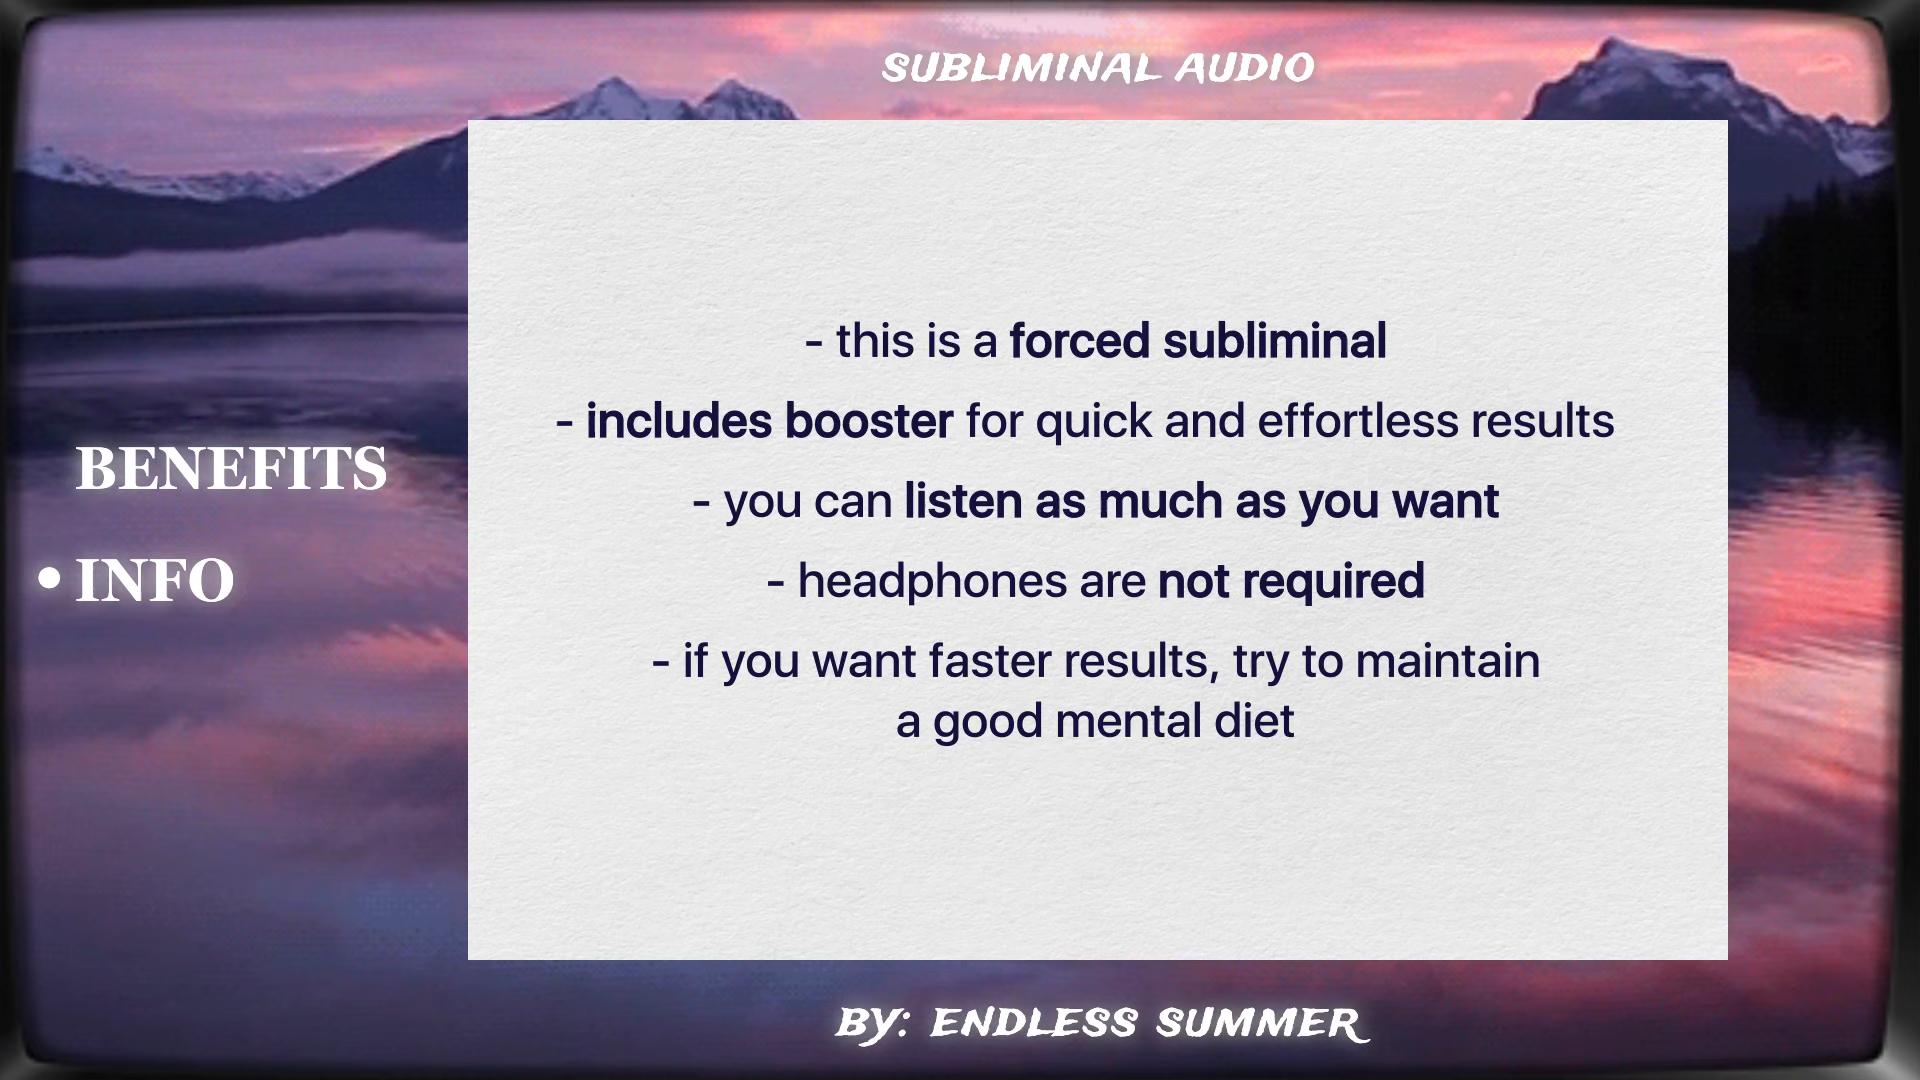 SUBLIMINAL AUDIO
BENEFITS
• INFO
- this is a forced subliminal
- includes booster for quick and effortless results
- you can listen as much as you want
- headphones are not required
- if you want faster results, try to maintain
a good mental diet
BY: ENDLESS SUMMER